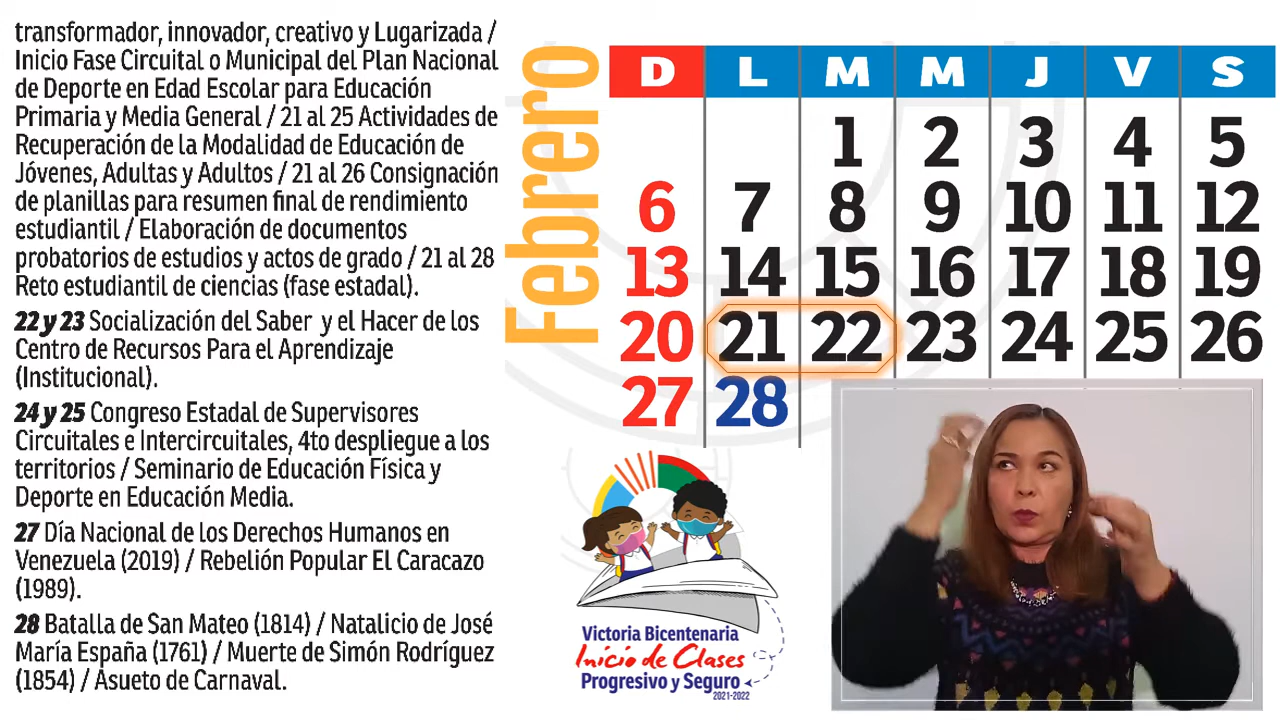 transformador, innovador, creativo y Lugarizada /
Inicio Fase Circuital o Municipal del Plan Nacional
de Deporte en Edad Escolar para Educación
Primaria y Media General / 21 al 25 Actividades de
Recuperación de la Modalidad de Educación de
Jóvenes, Adultas y Adultos / 21 al 26 Consignación
de planillas para resumen final de rendimiento
estudiantil / Elaboración de documentos
probatorios de estudios y actos de grado / 21 al 28
Reto estudiantil de ciencias (fase estadal).
22 y 23 Socialización del Saber y el Hacer de los
Centro de Recursos Para el Aprendizaje
(Institucional).
24 y 25 Congreso Estadal de Supervisores
Circuitales e Intercircuitales, 4to despliegue a los
territorios / Seminario de Educación Física y
Deporte en Educación Media.
27 Día Nacional de los Derechos Humanos en
Venezuela (2019) / Rebelión Popular El Caracazo
(1989).
28 Batalla de San Mateo (1814) / Natalicio de José
María España (1761) / Muerte de Simón Rodríguez
(1854) / Asueto de Carnaval.
Febrero
D L M M J V S
1 2 3 4 5
6 7 8 9 10 11 12
13 14 15 16 17 18 19
20 21 22 23 24 25 26
27 28
Victoria Bicentenaria
Inicio de Clases
Progresivo y Seguro
2021-2022